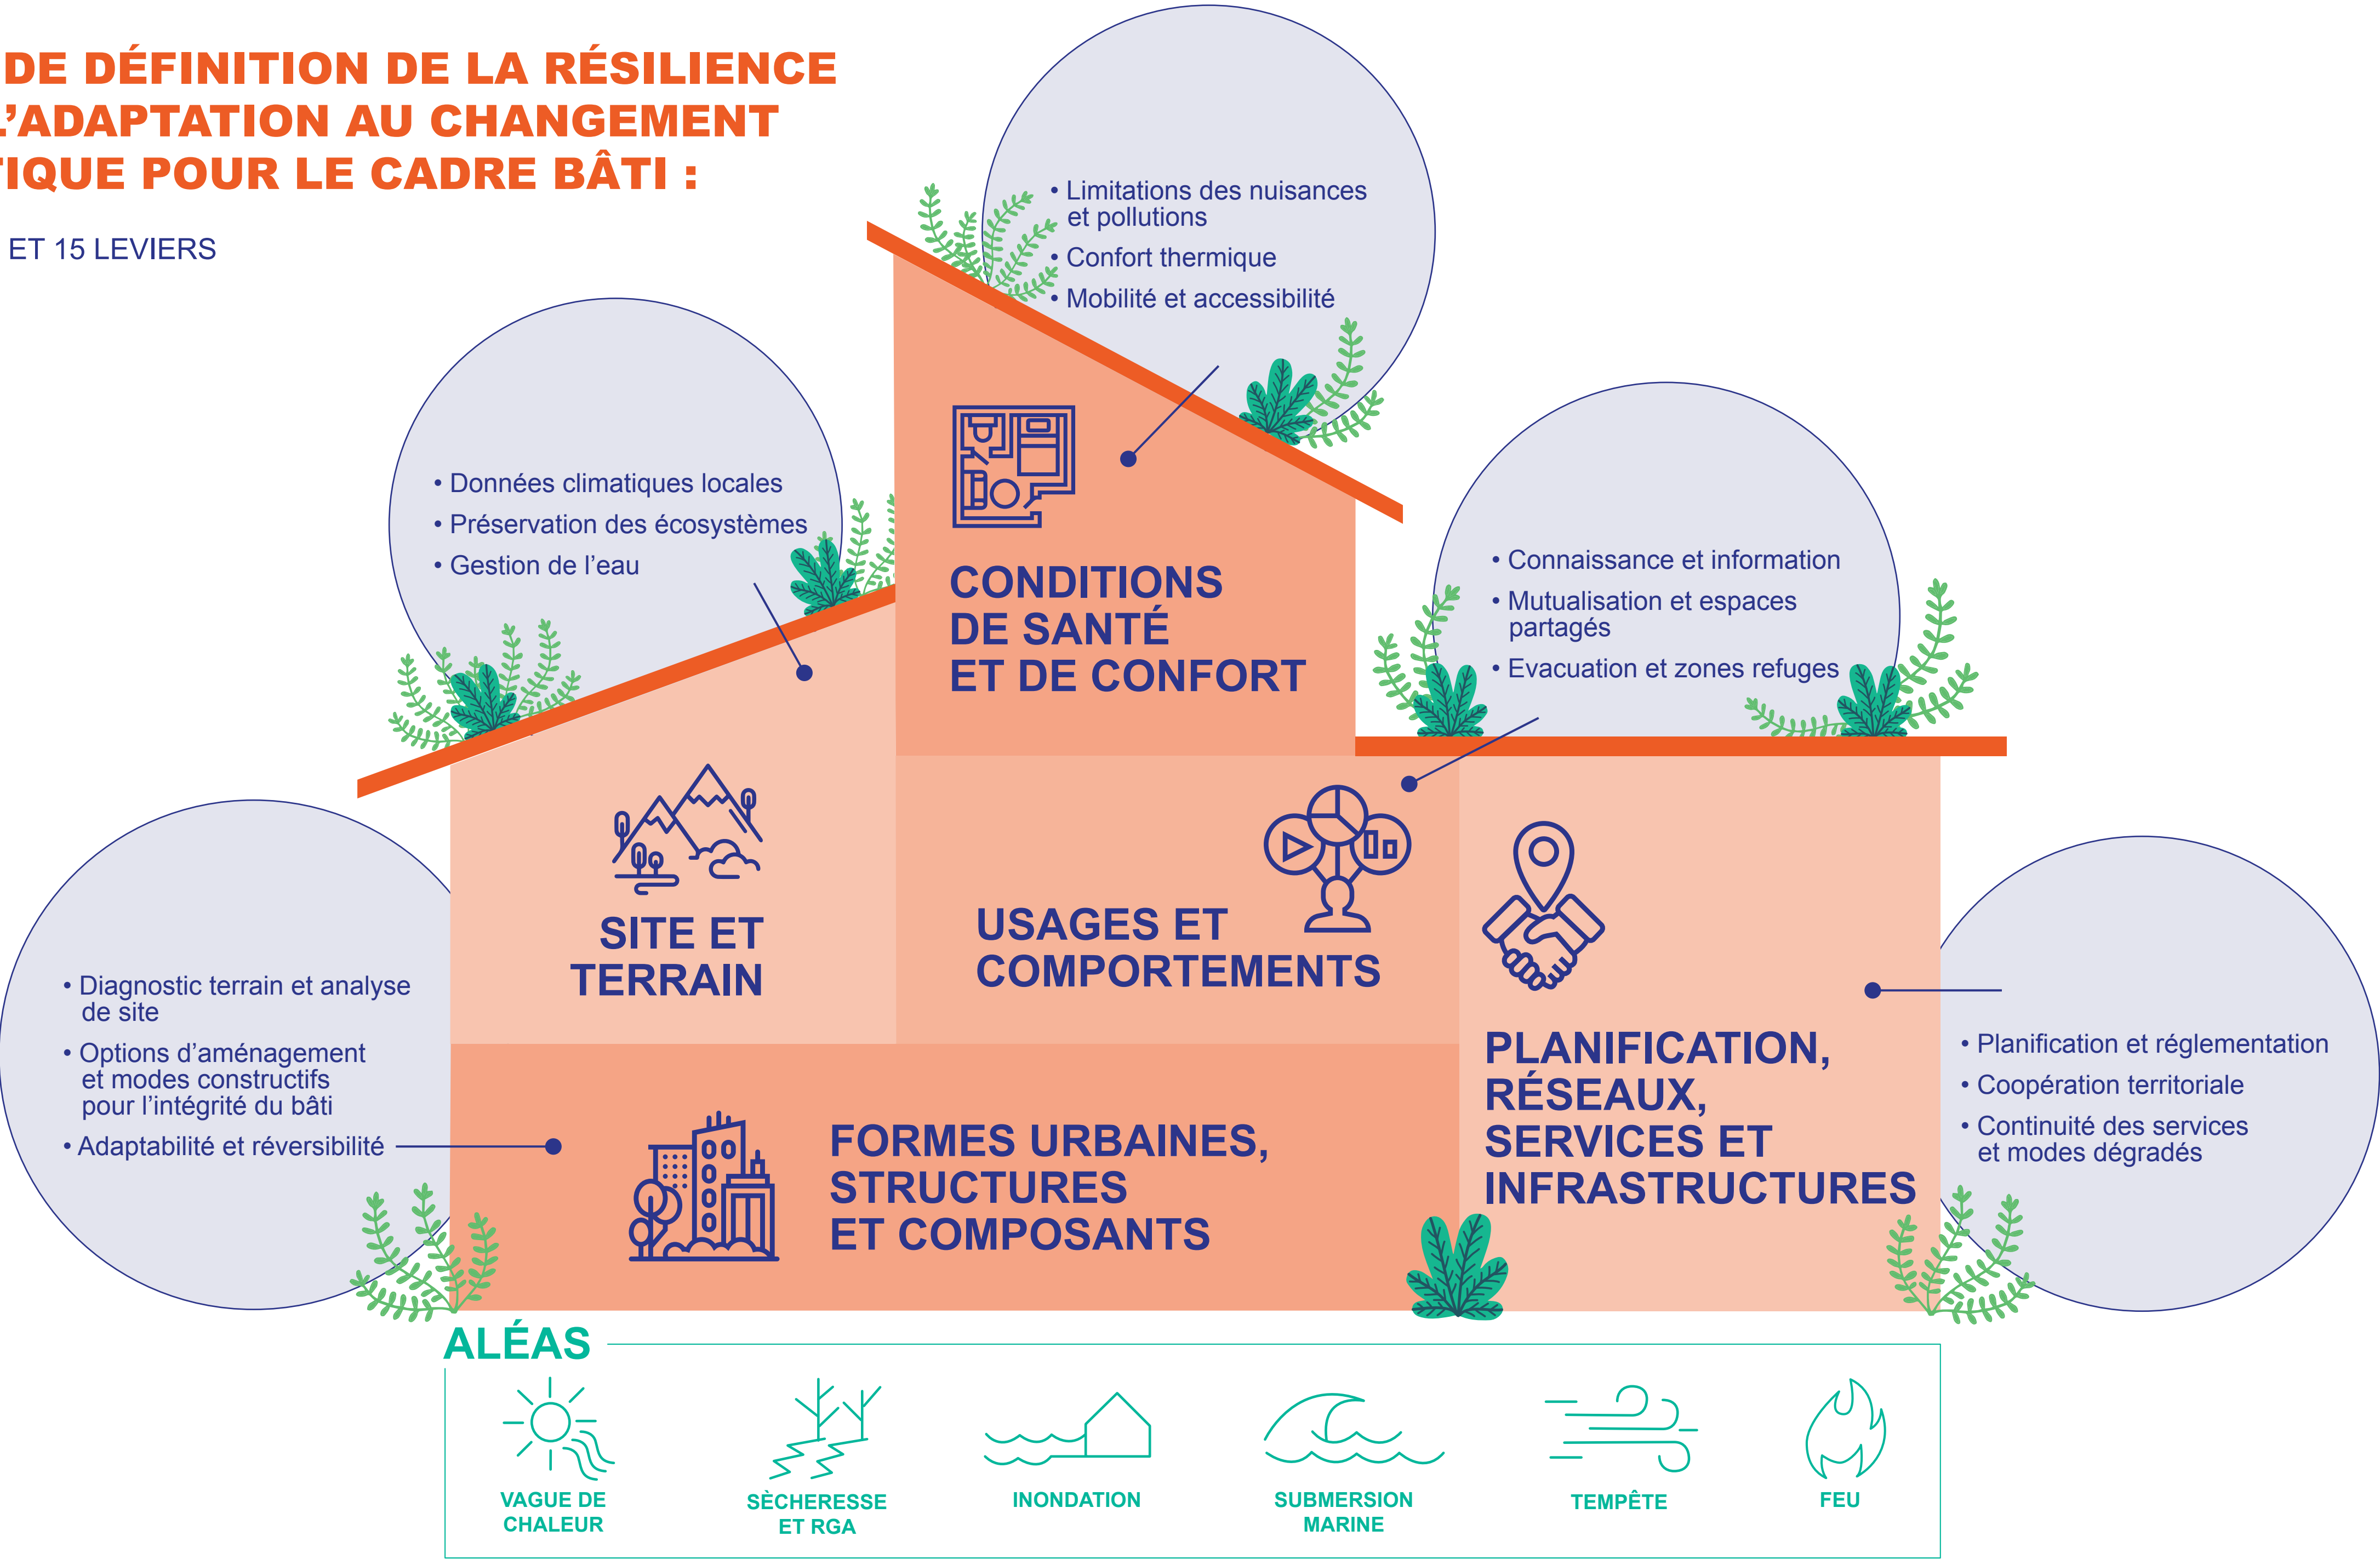 DE DÉFINITION DE LA RÉSILIENCE
L’ADAPTATION AU CHANGEMENT
TIQUE POUR LE CADRE BÂTI :
ET 15 LEVIERS
• Limitations des nuisances
et pollutions
• Confort thermique
• Mobilité et accessibilité
• Données climatiques locales
• Préservation des écosystèmes
• Gestion de l’eau
CONDITIONS
DE SANTÉ
ET DE CONFORT
• Connaissance et information
• Mutualisation et espaces
partagés
• Evacuation et zones refuges
SITE ET
TERRAIN
USAGES ET
COMPORTEMENTS
• Diagnostic terrain et analyse
de site
• Options d’aménagement
et modes constructifs
pour l’intégrité du bâti
• Adaptabilité et réversibilité
FORMES URBAINES,
STRUCTURES
ET COMPOSANTS
PLANIFICATION,
RÉSEAUX,
SERVICES ET
INFRASTRUCTURES
• Planification et réglementation
• Coopération territoriale
• Continuité des services
et modes dégradés
ALÉAS
VAGUE DE
CHALEUR
SÈCHERESSE
ET RGA
INONDATION
SUBMERSION
MARINE
TEMPÊTE
FEU